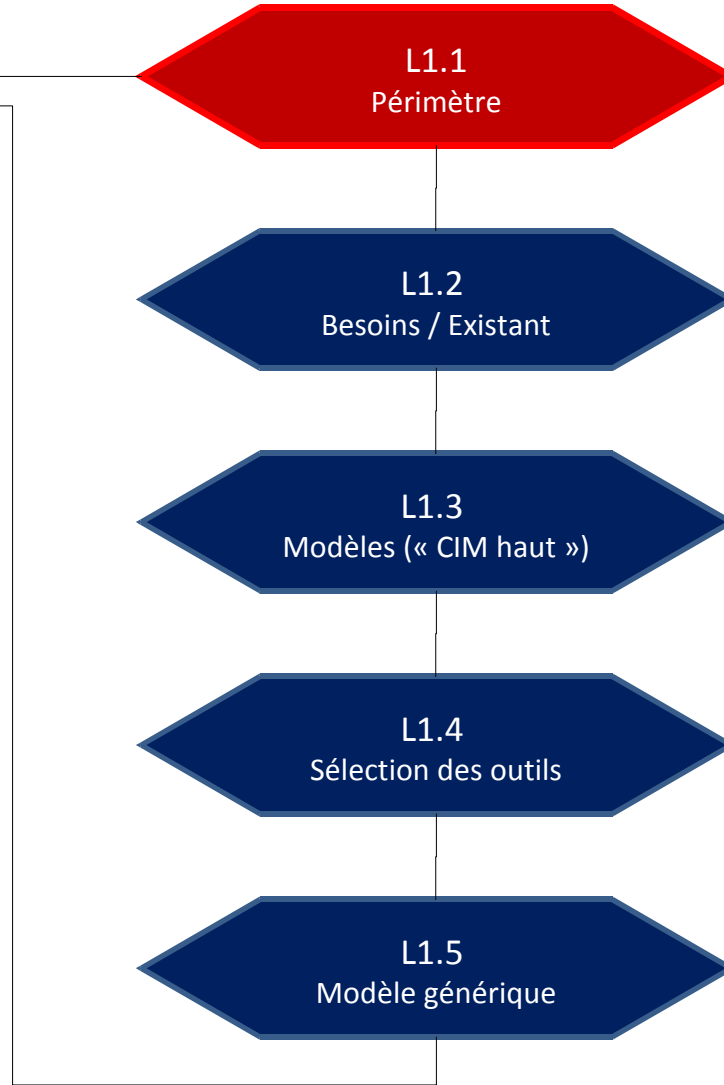 L1.1
Périmètre
L1.2
Besoins / Existant
L1.3
Modèles (« CIM haut »)
L1.4
Sélection des outils
L1.5
Modèle générique